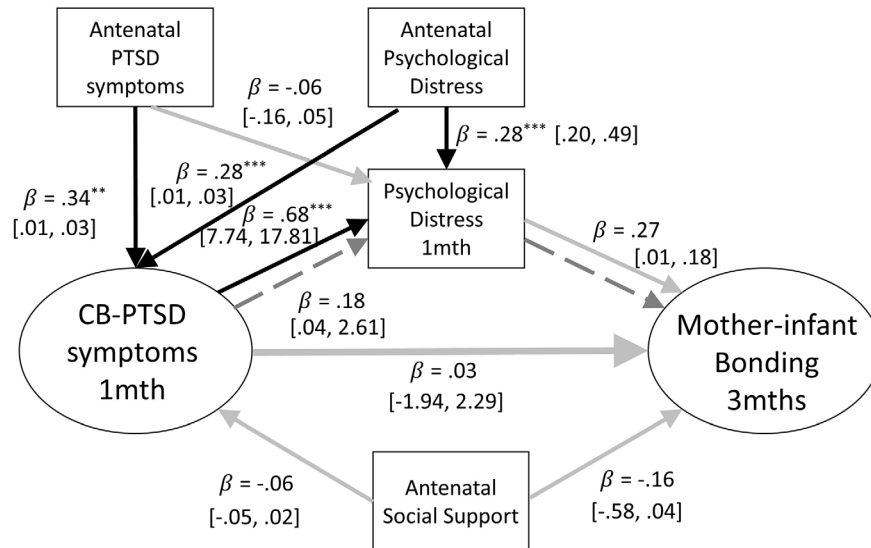 Antenatal
PTSD
symptoms
Antenatal
Psychological
Distress
β = -.06
[-.16, .05]
β = .28*** [.20, .49]
β = .34**
[.01, .03]
β = .28***
[.01, .03]
β = .68***
[7.74, 17.81]
Psychological
Distress
1mth
β = .27
[.01, .18]
β = .18
[.04, 2.61]
CB-PTSD
symptoms
1mth
Mother-infant
Bonding
3mths
β = .03
[-1.94, 2.29]
β = -.06
[-.05, .02]
Antenatal
Social Support
β = -.16
[-.58, .04]